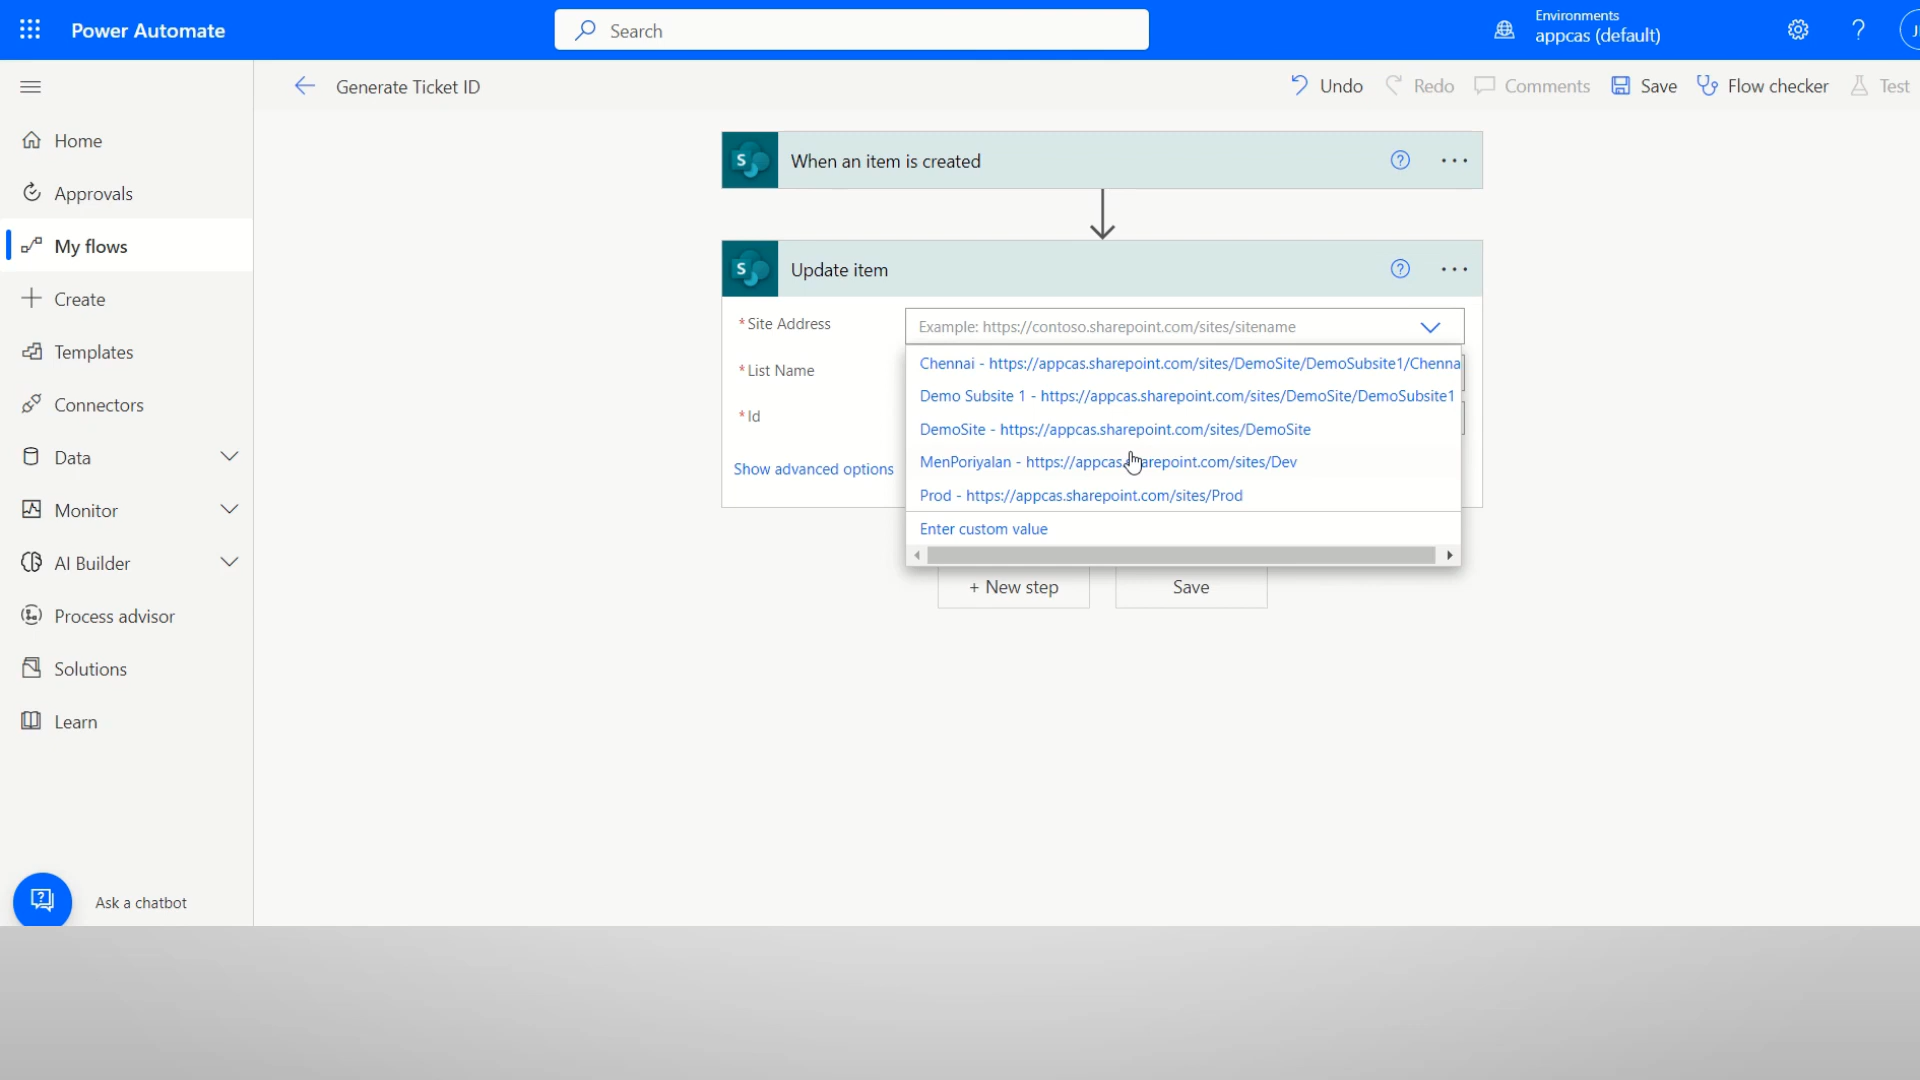 Power Automate
Search
Environments
appcas (default)
?
Generate Ticket ID
Undo
Redo
Comments
Save
Flow checker
Test
Home
Approvals
My flows
Create
Templates
Connectors
Data
Monitor
AI Builder
Process advisor
Solutions
Learn
Ask a chatbot
S
When an item is created
?
S
Update item
?
*Site Address
Example: https://contoso.sharepoint.com/sites/sitename
*List Name
*Id
Show advanced options
Chennai - https://appcas.sharepoint.com/sites/DemoSite/DemoSubsite1/Chenna
Demo Subsite 1 - https://appcas.sharepoint.com/sites/DemoSite/DemoSubsite1
DemoSite - https://appcas.sharepoint.com/sites/DemoSite
MenPoriyalan - https://appcas.sharepoint.com/sites/Dev
Prod - https://appcas.sharepoint.com/sites/Prod
Enter custom value
+ New step
Save